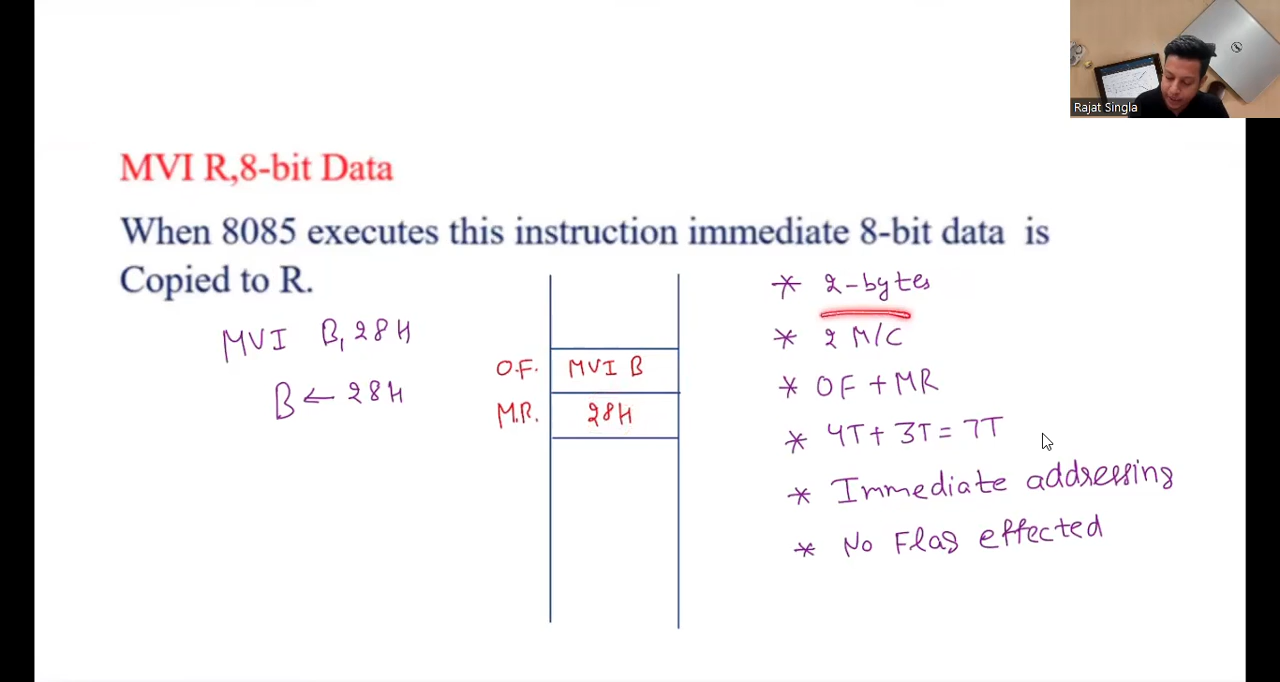 Rajat Singla
MVI R,8-bit Data
When 8085 executes this instruction immediate 8-bit data is
Copied to R.
MVI B, 28H
B ← 28H
O.F. MVI B
M.R. 28H
* 2-bytes
* 2 M/C
* OF + MR
* 4T + 3T = 7T
* Immediate addressing
* No Flag effected